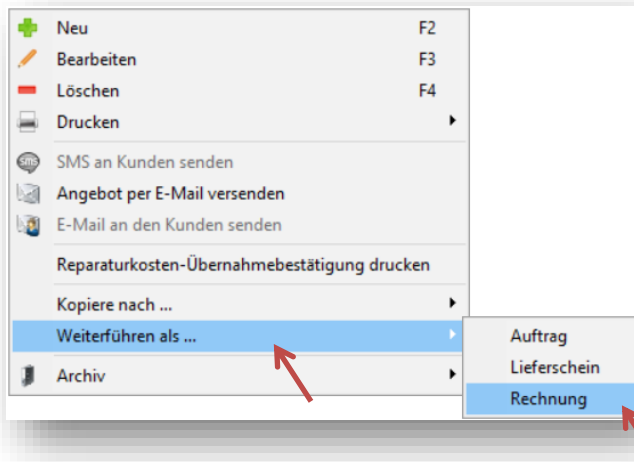 Neu F2
Bearbeiten F3
Löschen F4
Drucken
SMS an Kunden senden
Angebot per E-Mail versenden
E-Mail an den Kunden senden
Reparaturkosten-Übernahmebestätigung drucken
Kopiere nach ...
Weiterführen als ...
Archiv
Auftrag
Lieferschein
Rechnung